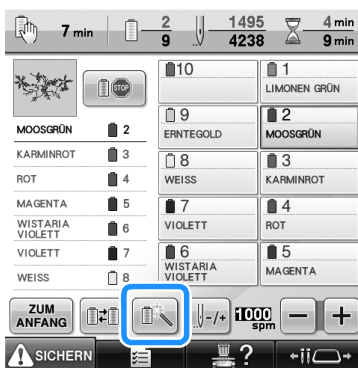 7 min
2
9
1495
4238
4 min
9 min
STOP
MOOSGRÜN 2
KARMINROT 3
ROT 4
MAGENTA 5
WISTARIA
VIOLETT 6
VIOLETT 7
WEISS 8
10
1
LIMONEN GRÜN
9
ERNTEGOLD
2
MOOSGRÜN
8
WEISS
3
KARMINROT
7
VIOLETT
4
ROT
6
WISTARIA
VIOLETT
5
MAGENTA
ZUM
ANFANG
-/+
1000
spm
− +
SICHERN
?